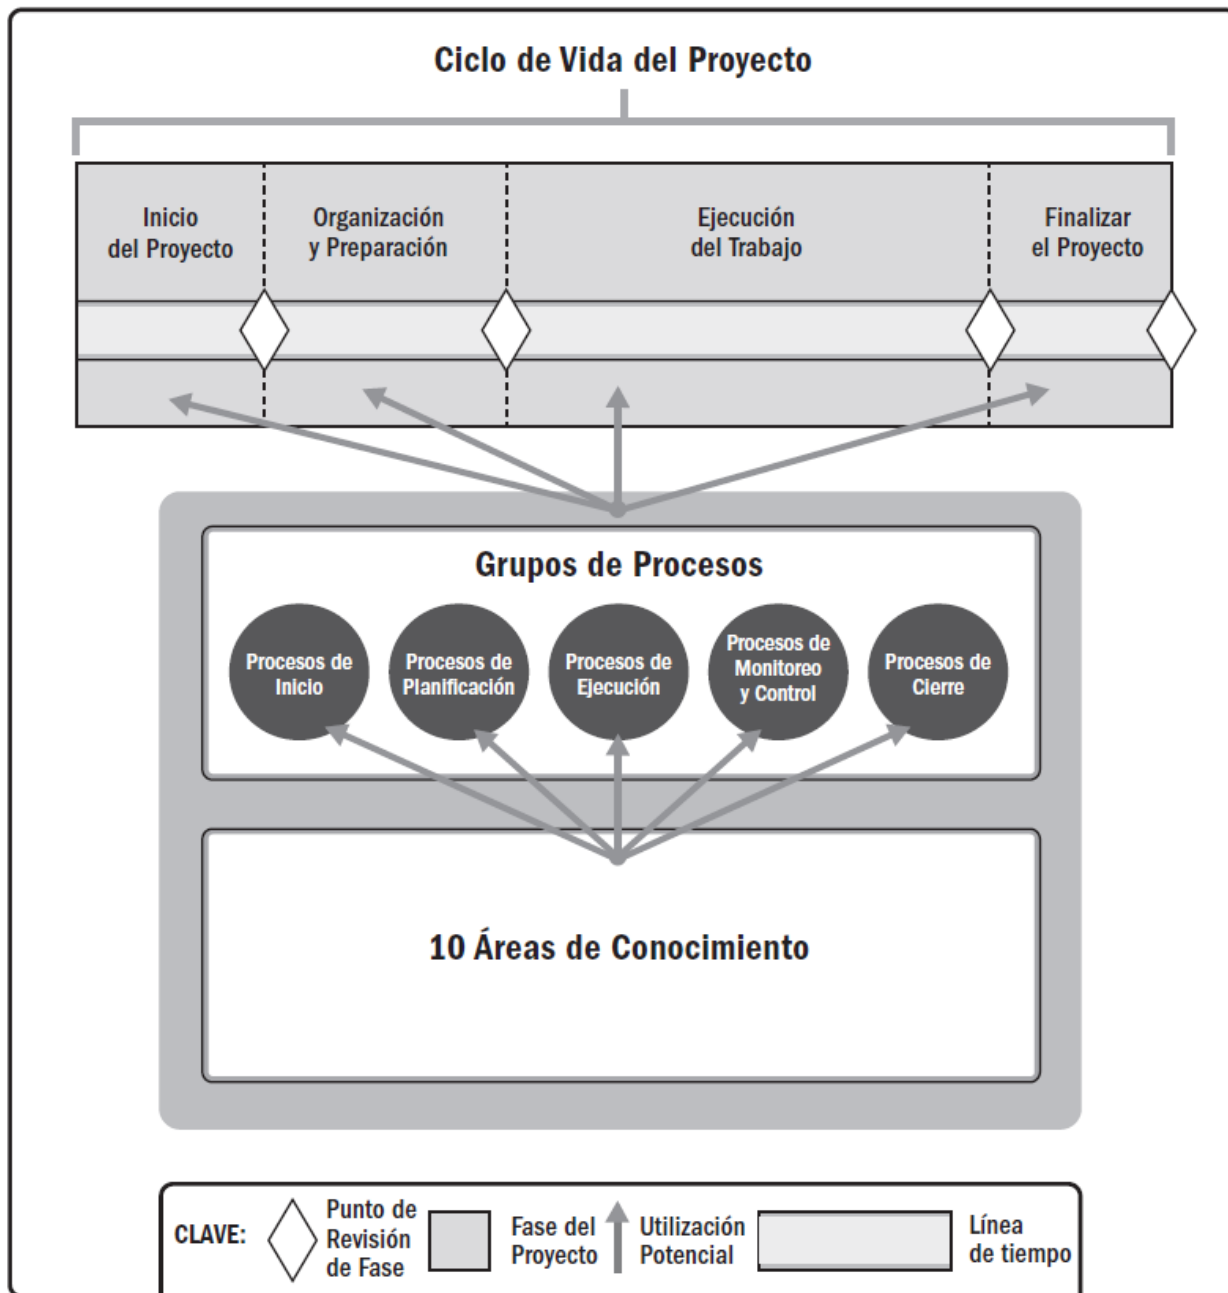 Ciclo de Vida del Proyecto
Inicio
del Proyecto
Organización
y Preparación
Ejecución
del Trabajo
Finalizar
el Proyecto
Grupos de Procesos
Procesos de
Inicio
Procesos de
Planificación
Procesos de
Ejecución
Procesos de
Monitoreo
y Control
Procesos de
Cierre
10 Áreas de Conocimiento
CLAVE:
Punto de
Revisión
de Fase
Fase del
Proyecto
Utilización
Potencial
Línea
de tiempo